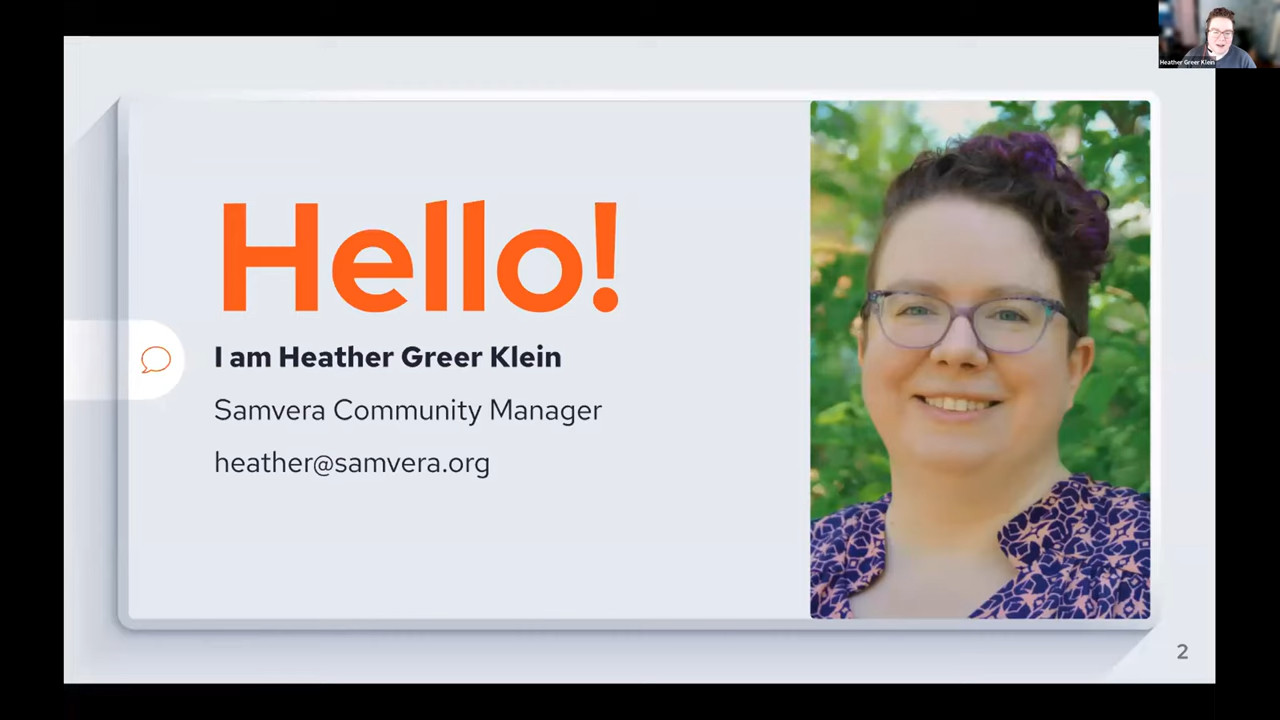 Heather Greer Klein
Hello!
I am Heather Greer Klein
Samvera Community Manager
heather@samvera.org
2